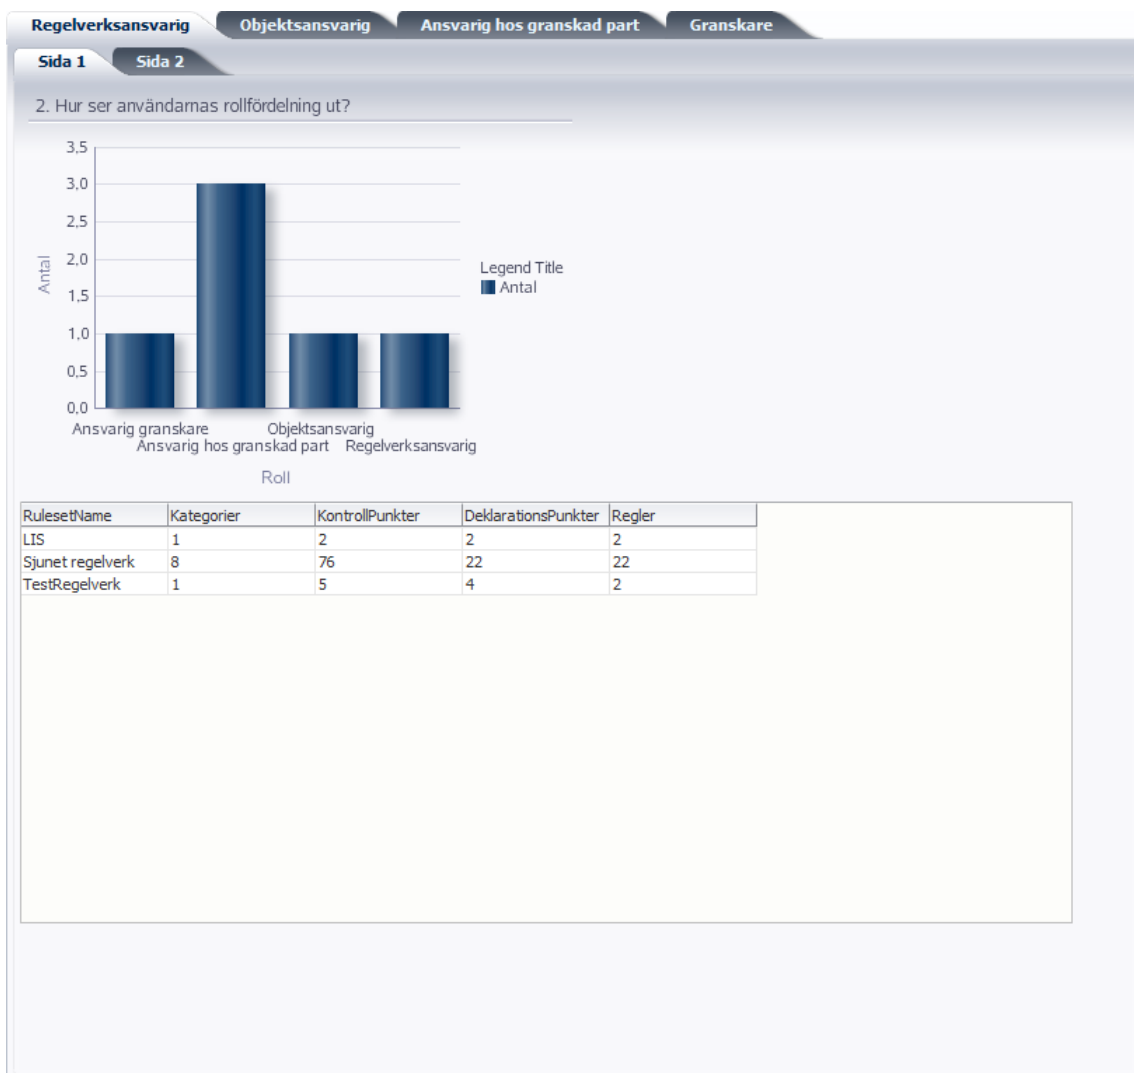 Regelverksansvarig Objektsansvarig Ansvarig hos granskad part Granskare
Sida 1 Sida 2
2. Hur ser användarnas rollfördelning ut?
3,5
3,0
2,5
2,0
1,5
1,0
0,5
0,0
Antal
Legend Title
Antal
Ansvarig granskare Objektsansvarig
Ansvarig hos granskad part Regelverksansvarig
Roll
RulesetName Kategorier KontrollPunkter DeklarationsPunkter Regler
LIS 1 2 2 2
Sjunet regelverk 8 76 22 22
TestRegelverk 1 5 4 2